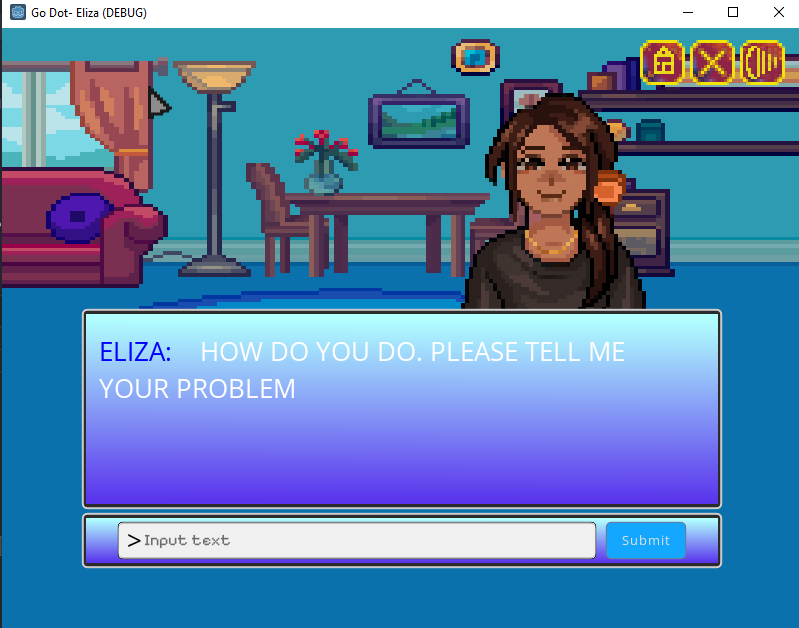 Go Dot- Eliza (DEBUG)
ELIZA: HOW DO YOU DO. PLEASE TELL ME
YOUR PROBLEM
> Input text
Submit